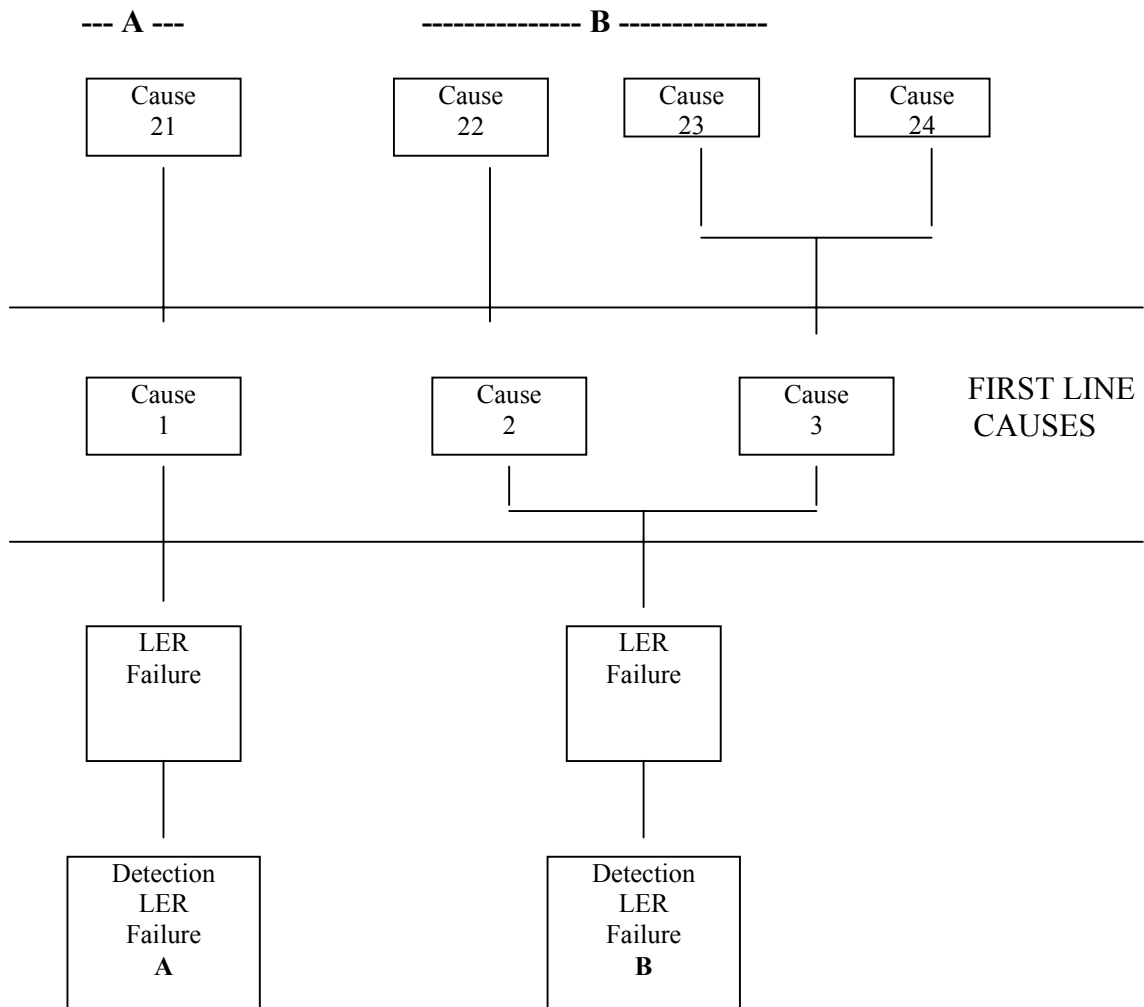 --- A ---
--------------- B --------------
Cause
21
Cause
22
Cause
23
Cause
24
Cause
1
Cause
2
Cause
3
FIRST LINE
CAUSES
LER
Failure
LER
Failure
Detection
LER
Failure
A
Detection
LER
Failure
B